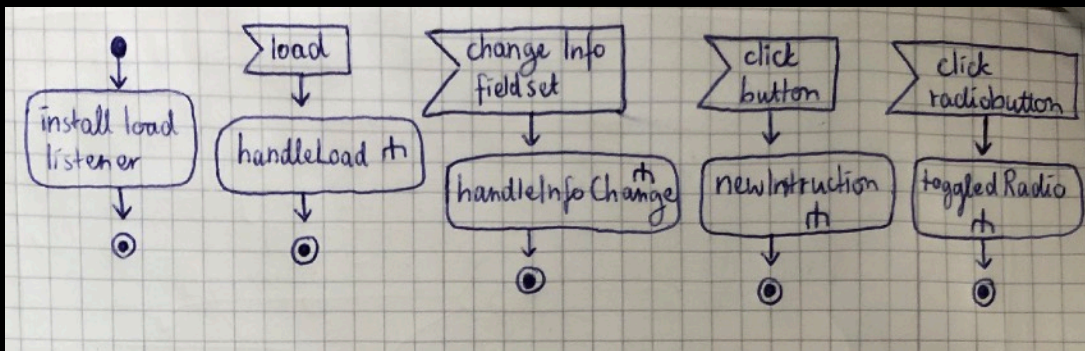 install load
listener
load
handleLoad
change Info
fieldset
handleInfoChange
click
button
newInstruction
click
radiobutton
toggledRadio